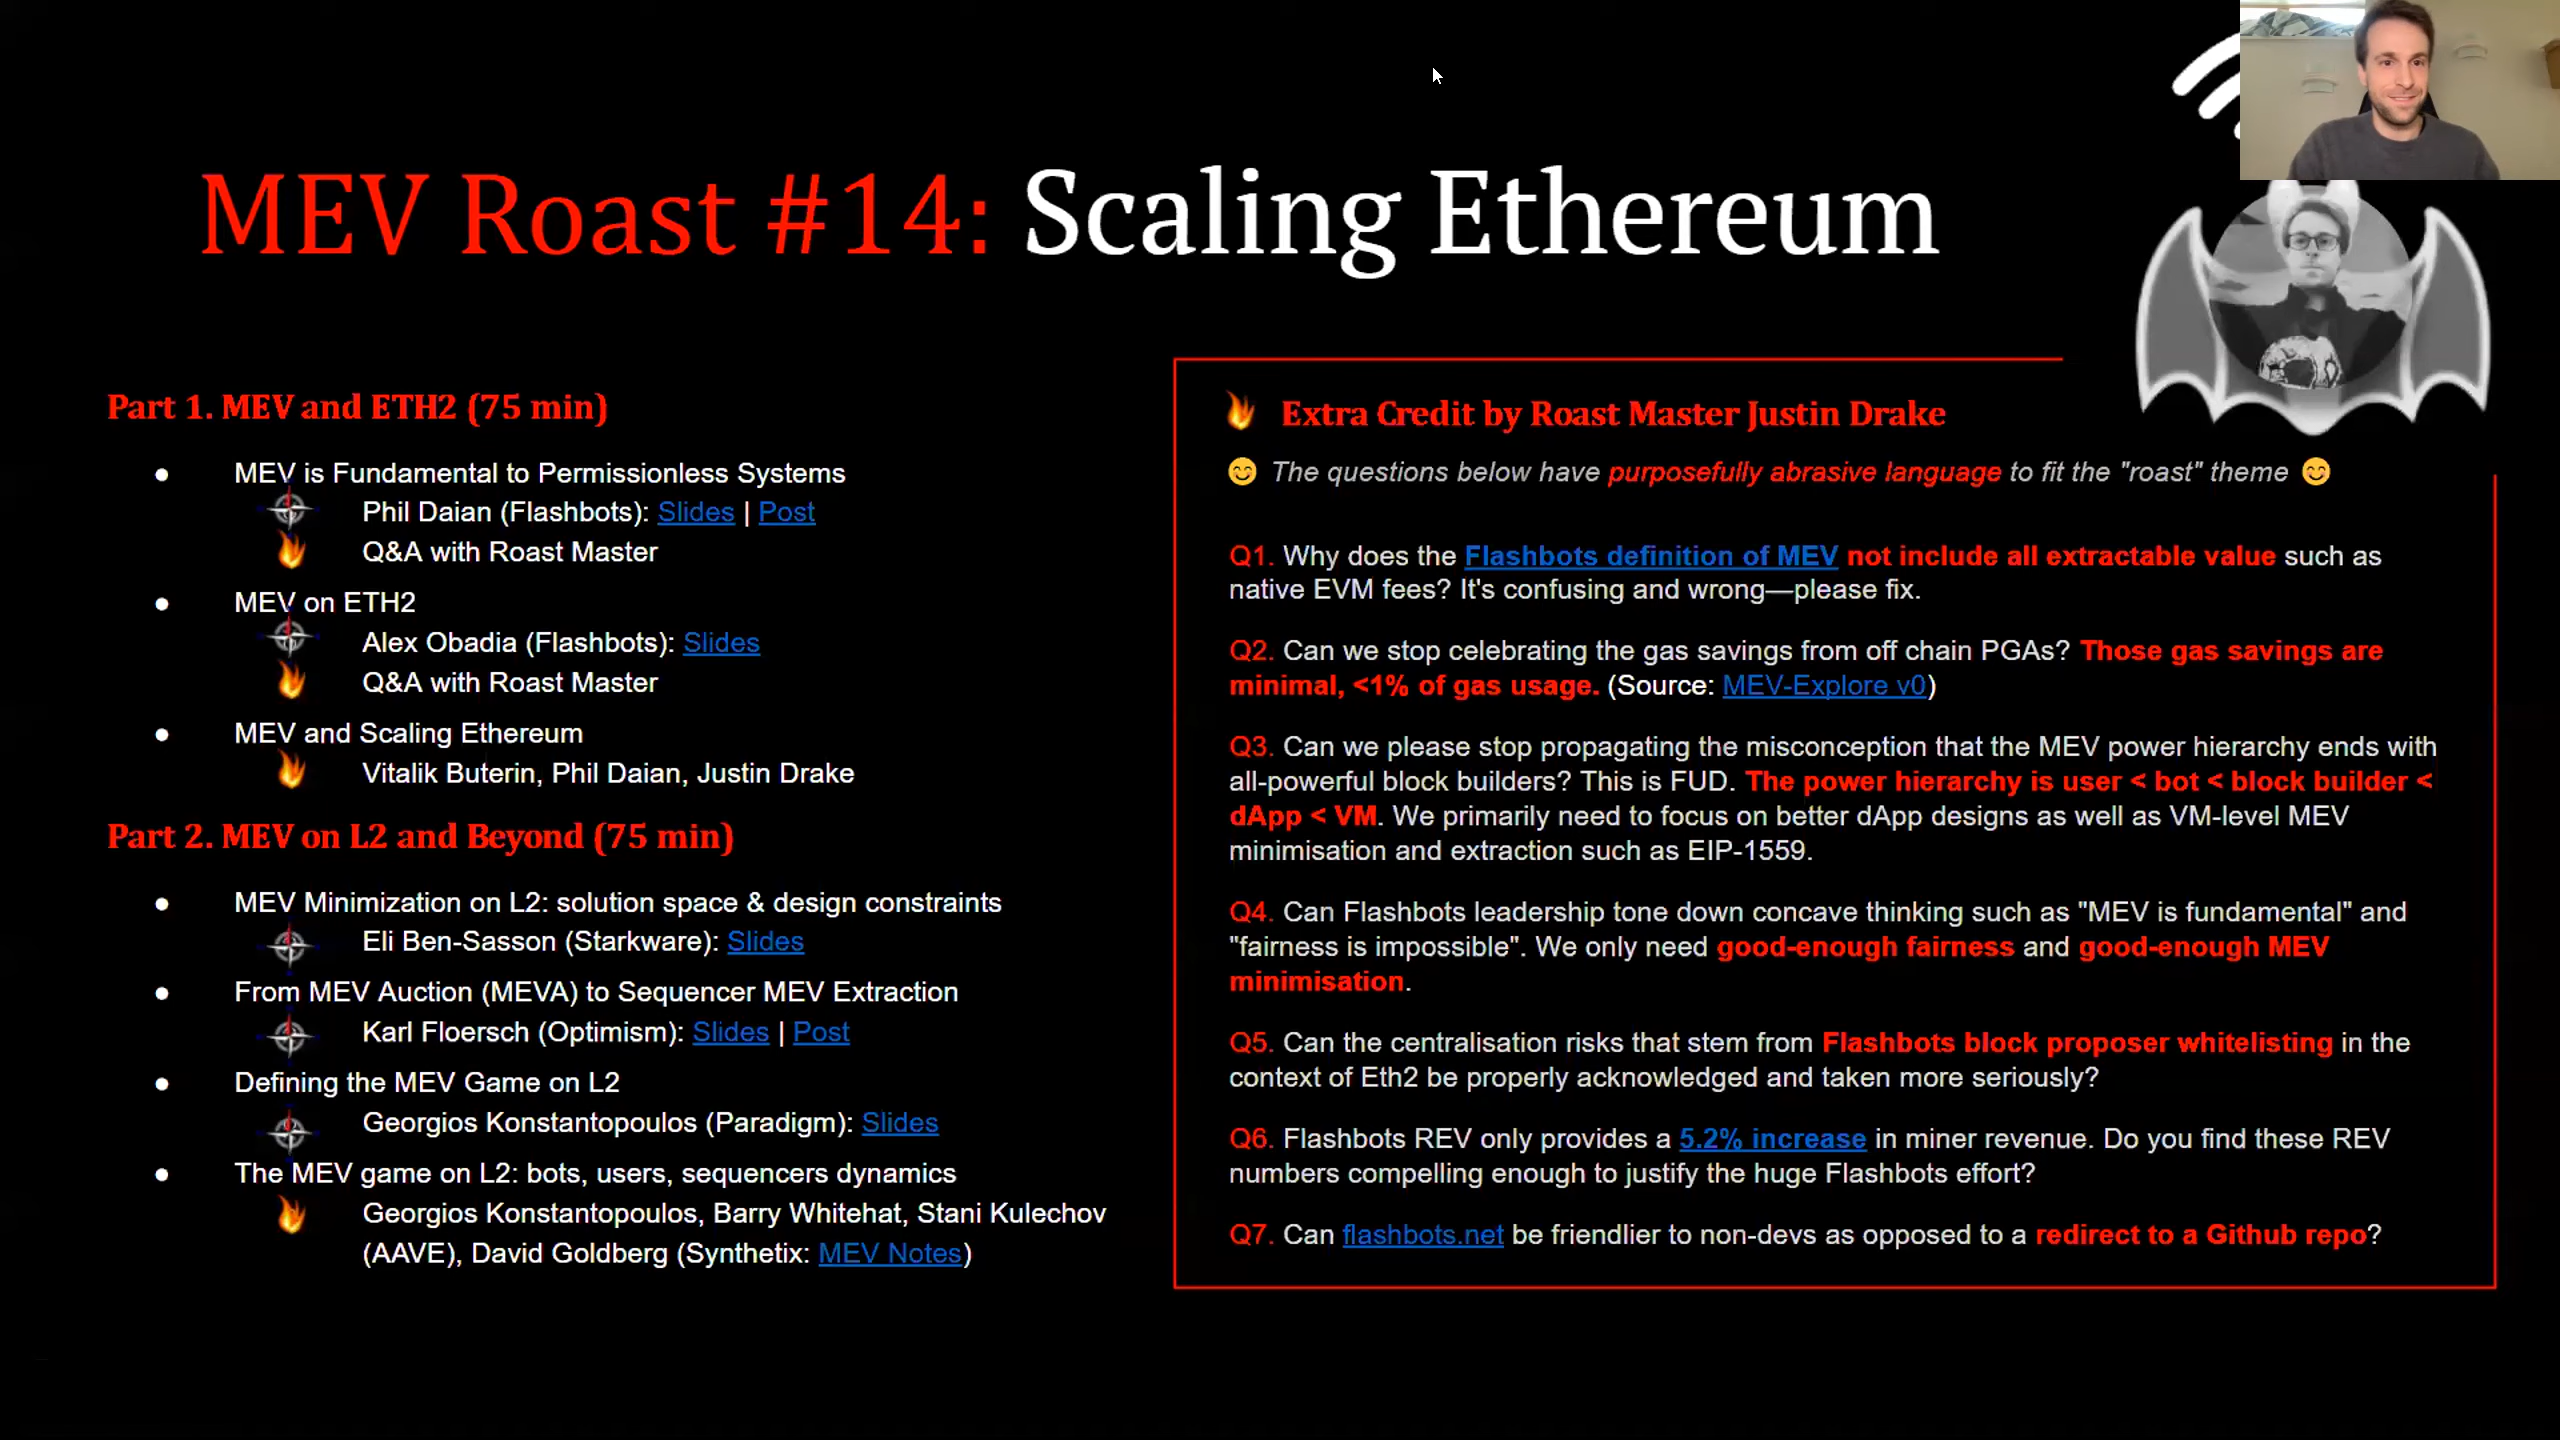 MEV Roast #14: Scaling Ethereum
Part 1. MEV and ETH2 (75 min)
● MEV is Fundamental to Permissionless Systems
Phil Daian (Flashbots): Slides | Post
Q&A with Roast Master
● MEV on ETH2
Alex Obadia (Flashbots): Slides
Q&A with Roast Master
● MEV and Scaling Ethereum
Vitalik Buterin, Phil Daian, Justin Drake
Part 2. MEV on L2 and Beyond (75 min)
● MEV Minimization on L2: solution space & design constraints
Eli Ben-Sasson (Starkware): Slides
● From MEV Auction (MEVA) to Sequencer MEV Extraction
Karl Floersch (Optimism): Slides | Post
● Defining the MEV Game on L2
Georgios Konstantopoulos (Paradigm): Slides
● The MEV game on L2: bots, users, sequencers dynamics
Georgios Konstantopoulos, Barry Whitehat, Stani Kulechov
(AAVE), David Goldberg (Synthetix: MEV Notes)
🔥 Extra Credit by Roast Master Justin Drake
😊 The questions below have purposefully abrasive language to fit the "roast" theme 😊
Q1. Why does the Flashbots definition of MEV not include all extractable value such as
native EVM fees? It's confusing and wrong—please fix.
Q2. Can we stop celebrating the gas savings from off chain PGAs? Those gas savings are
minimal, <1% of gas usage. (Source: MEV-Explore v0)
Q3. Can we please stop propagating the misconception that the MEV power hierarchy ends with
all-powerful block builders? This is FUD. The power hierarchy is user < bot < block builder <
dApp < VM. We primarily need to focus on better dApp designs as well as VM-level MEV
minimisation and extraction such as EIP-1559.
Q4. Can Flashbots leadership tone down concave thinking such as "MEV is fundamental" and
"fairness is impossible". We only need good-enough fairness and good-enough MEV
minimisation.
Q5. Can the centralisation risks that stem from Flashbots block proposer whitelisting in the
context of Eth2 be properly acknowledged and taken more seriously?
Q6. Flashbots REV only provides a 5.2% increase in miner revenue. Do you find these REV
numbers compelling enough to justify the huge Flashbots effort?
Q7. Can flashbots.net be friendlier to non-devs as opposed to a redirect to a Github repo?